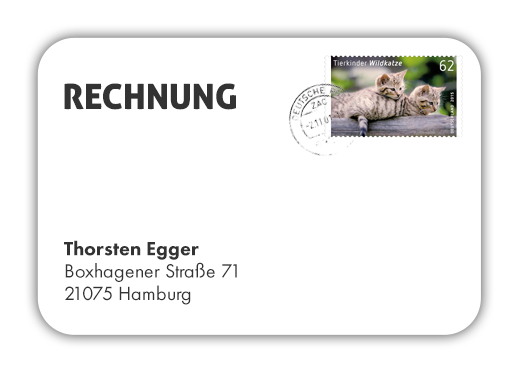 RECHNUNG
Tierkinder Wildkatze 62
Thorsten Egger
Boxhagener Straße 71
21075 Hamburg